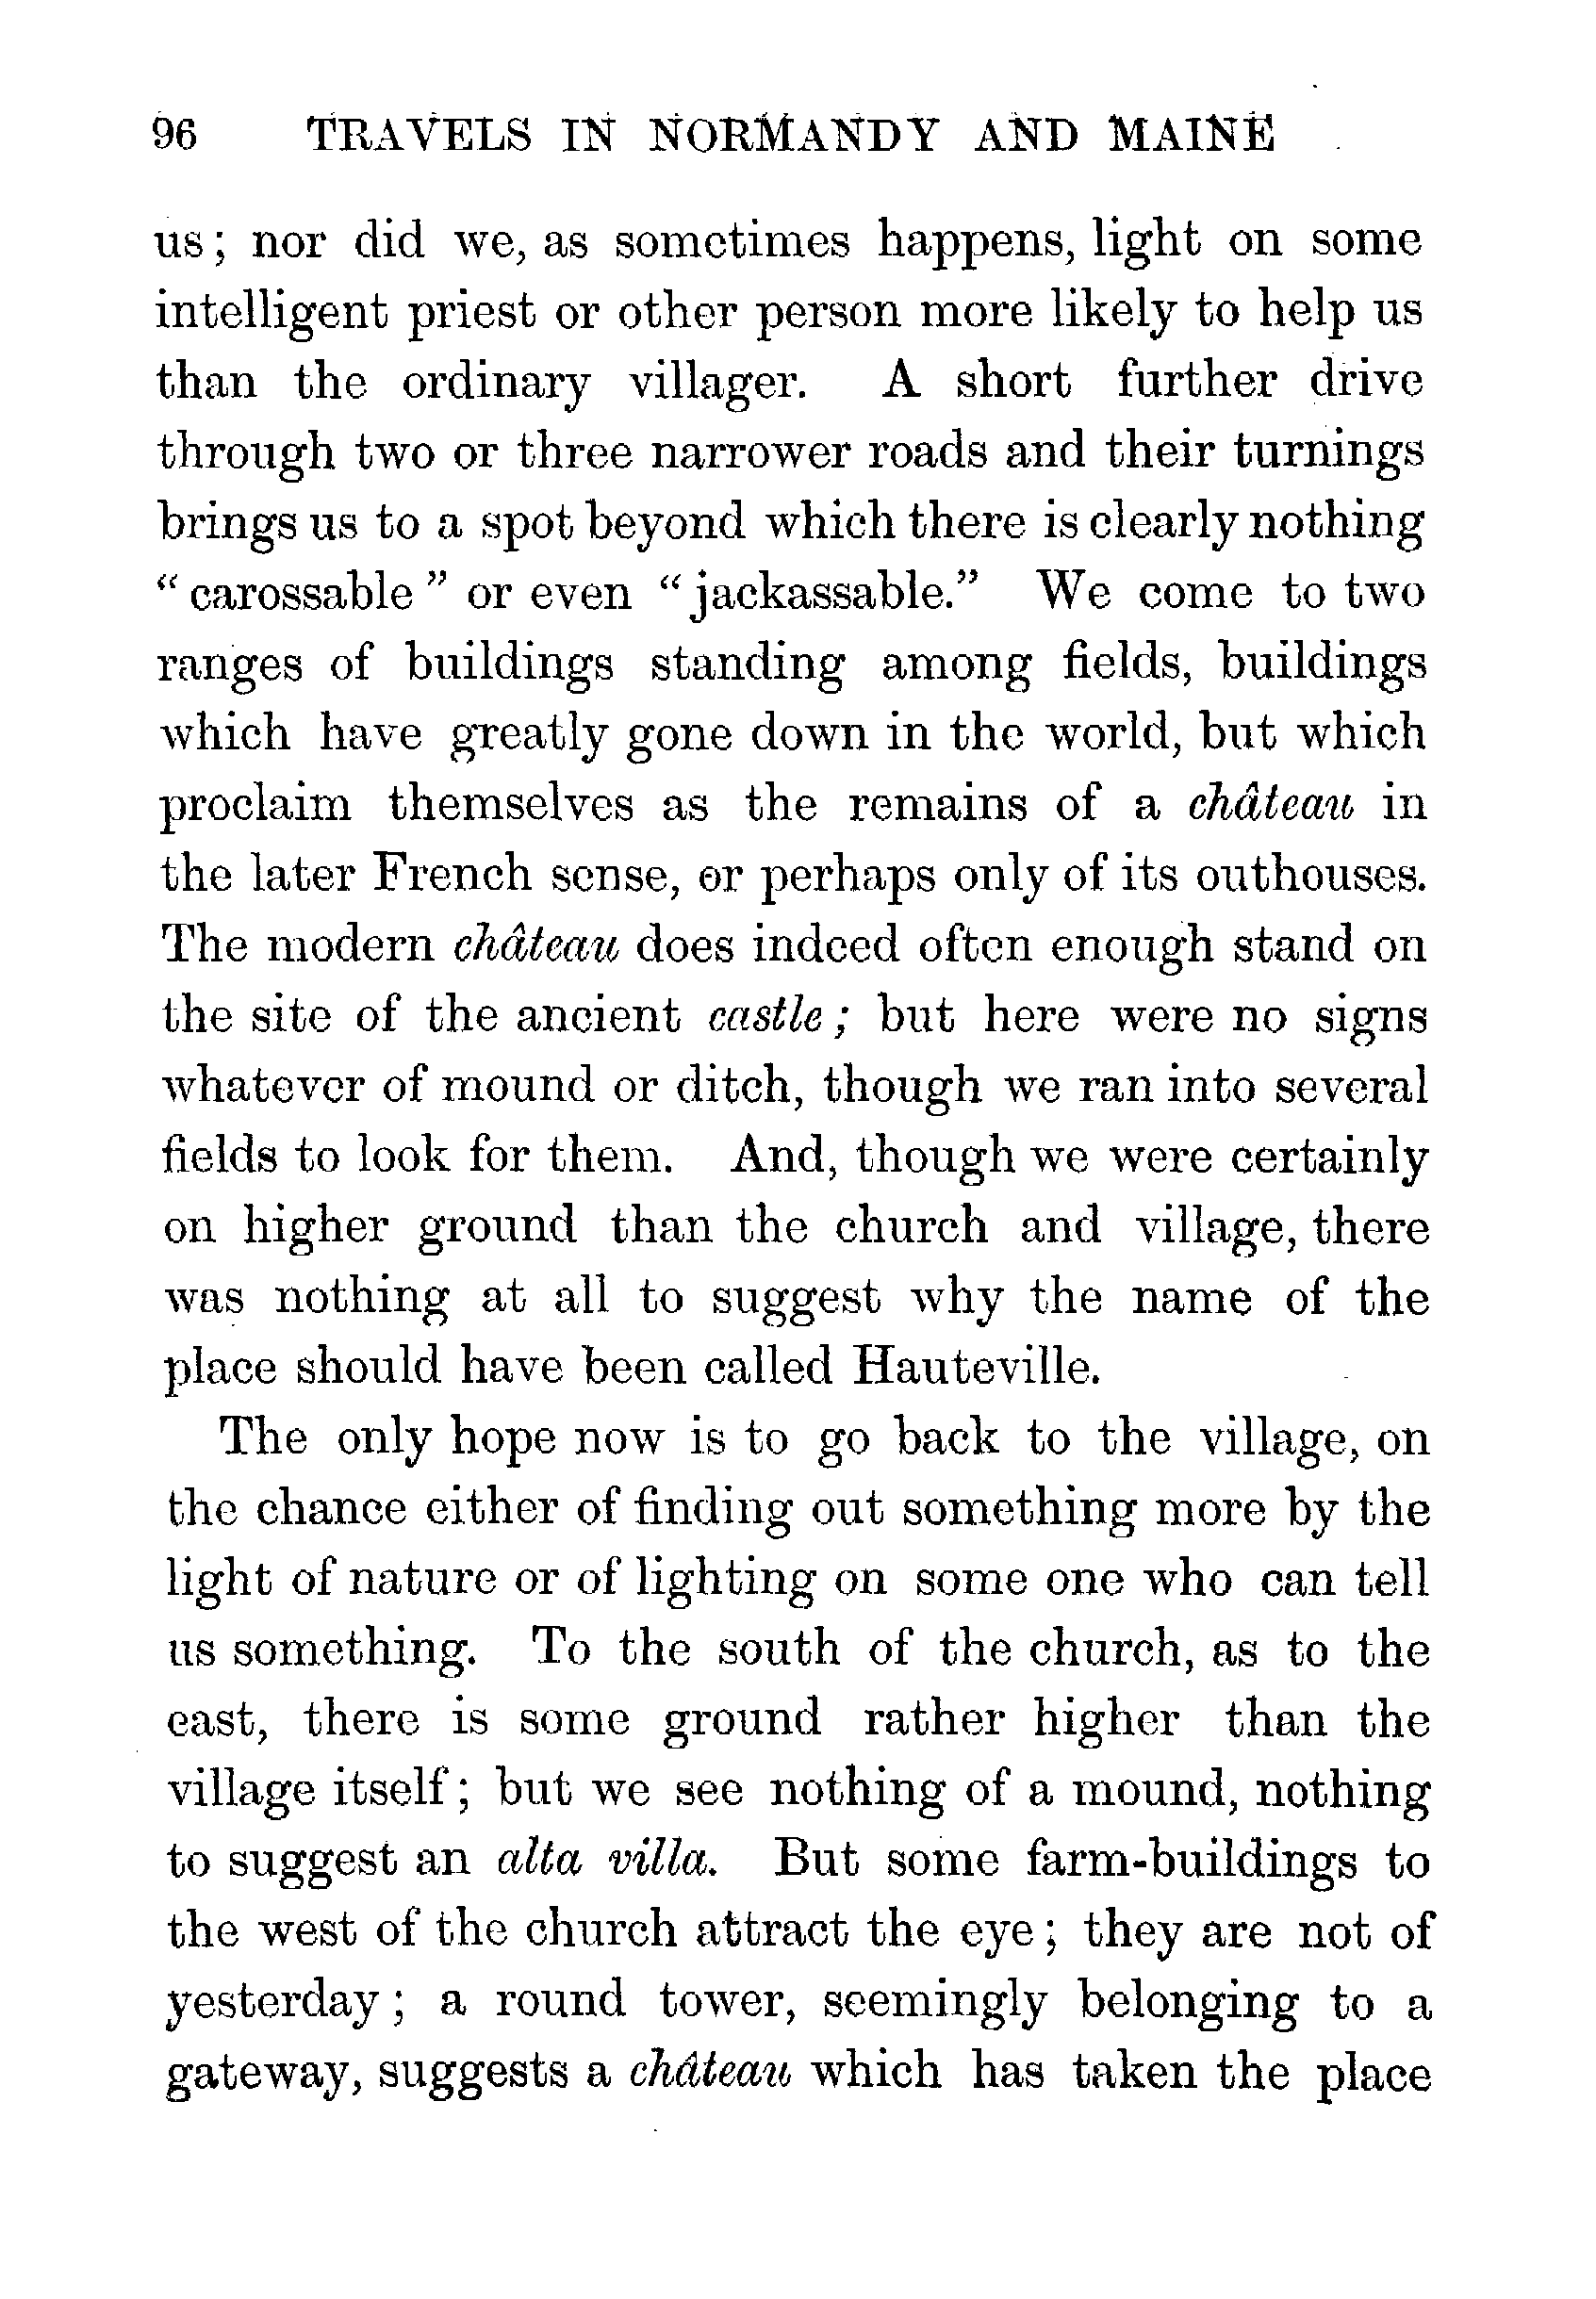 96 TRAVELS IN NORMANDY AND MAINE
us; nor did we, as sometimes happens, light on some
intelligent priest or other person more likely to help us
than the ordinary villager. A short further drive
through two or three narrower roads and their turnings
brings us to a spot beyond which there is clearly nothing
“ carossable ” or even “ jackassable.” We come to two
ranges of buildings standing among fields, buildings
which have greatly gone down in the world, but which
proclaim themselves as the remains of a château in
the later French sense, or perhaps only of its outhouses.
The modern château does indeed often enough stand on
the site of the ancient castle; but here were no signs
whatever of mound or ditch, though we ran into several
fields to look for them. And, though we were certainly
on higher ground than the church and village, there
was nothing at all to suggest why the name of the
place should have been called Hauteville.
The only hope now is to go back to the village, on
the chance either of finding out something more by the
light of nature or of lighting on some one who can tell
us something. To the south of the church, as to the
east, there is some ground rather higher than the
village itself; but we see nothing of a mound, nothing
to suggest an alta villa. But some farm-buildings to
the west of the church attract the eye; they are not of
yesterday; a round tower, seemingly belonging to a
gateway, suggests a château which has taken the place